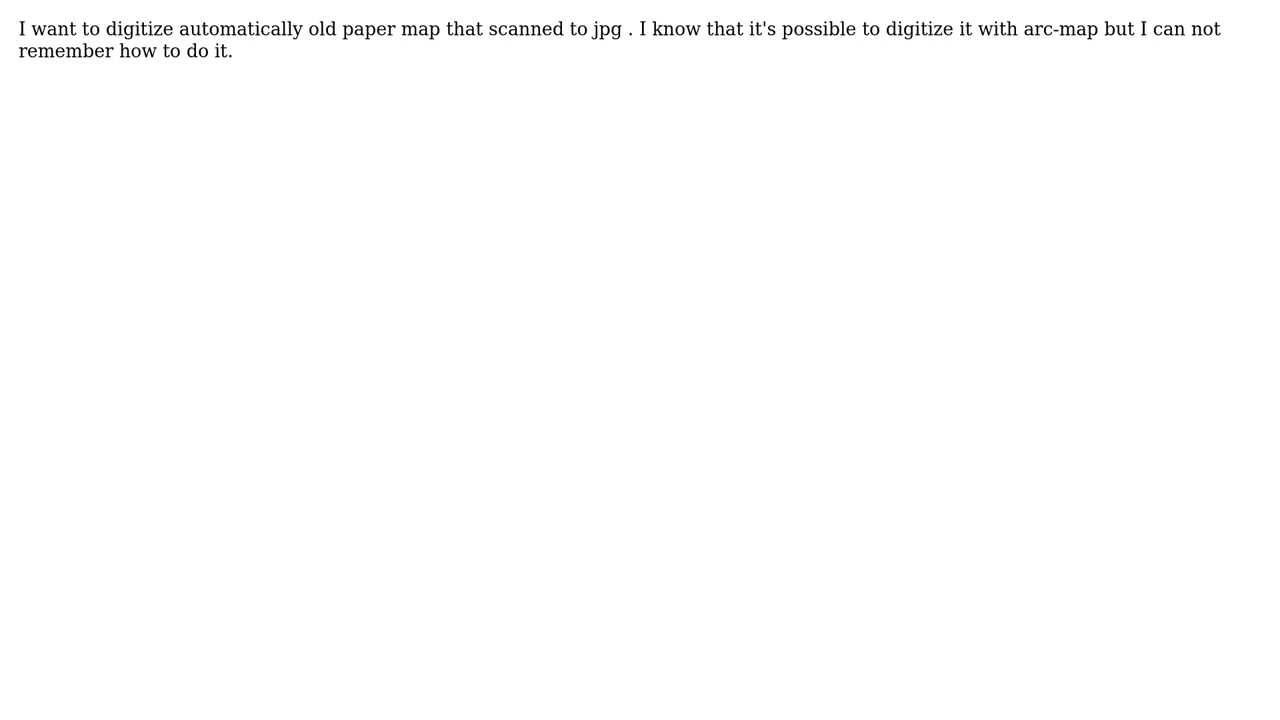 I want to digitize automatically old paper map that scanned to jpg . I know that it's possible to digitize it with arc-map but I can not
remember how to do it.